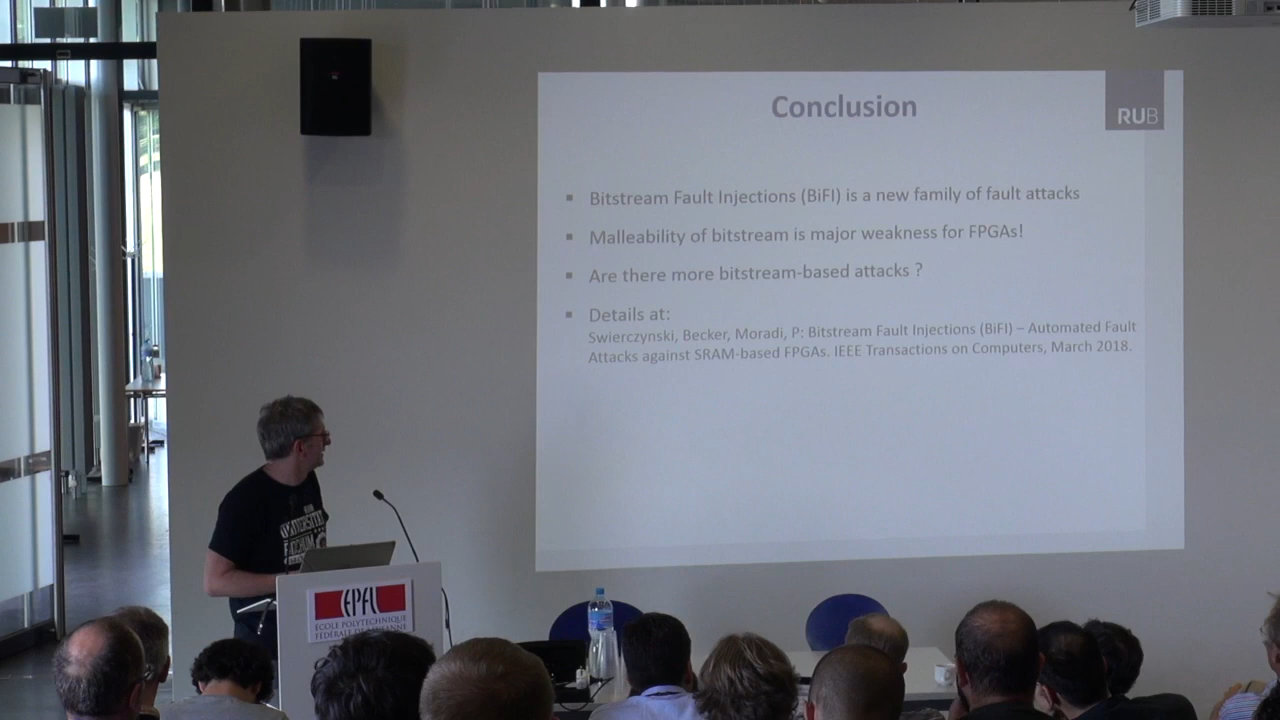 Conclusion
RUB
▪ Bitstream Fault Injections (BiFI) is a new family of fault attacks
▪ Malleability of bitstream is major weakness for FPGAs!
▪ Are there more bitstream-based attacks ?
▪ Details at:
Swierczynski, Becker, Moradi, P: Bitstream Fault Injections (BiFI) – Automated Fault
Attacks against SRAM-based FPGAs. IEEE Transactions on Computers, March 2018.
EPFL
ÉCOLE POLYTECHNIQUE
FÉDÉRALE DE LAUSANNE